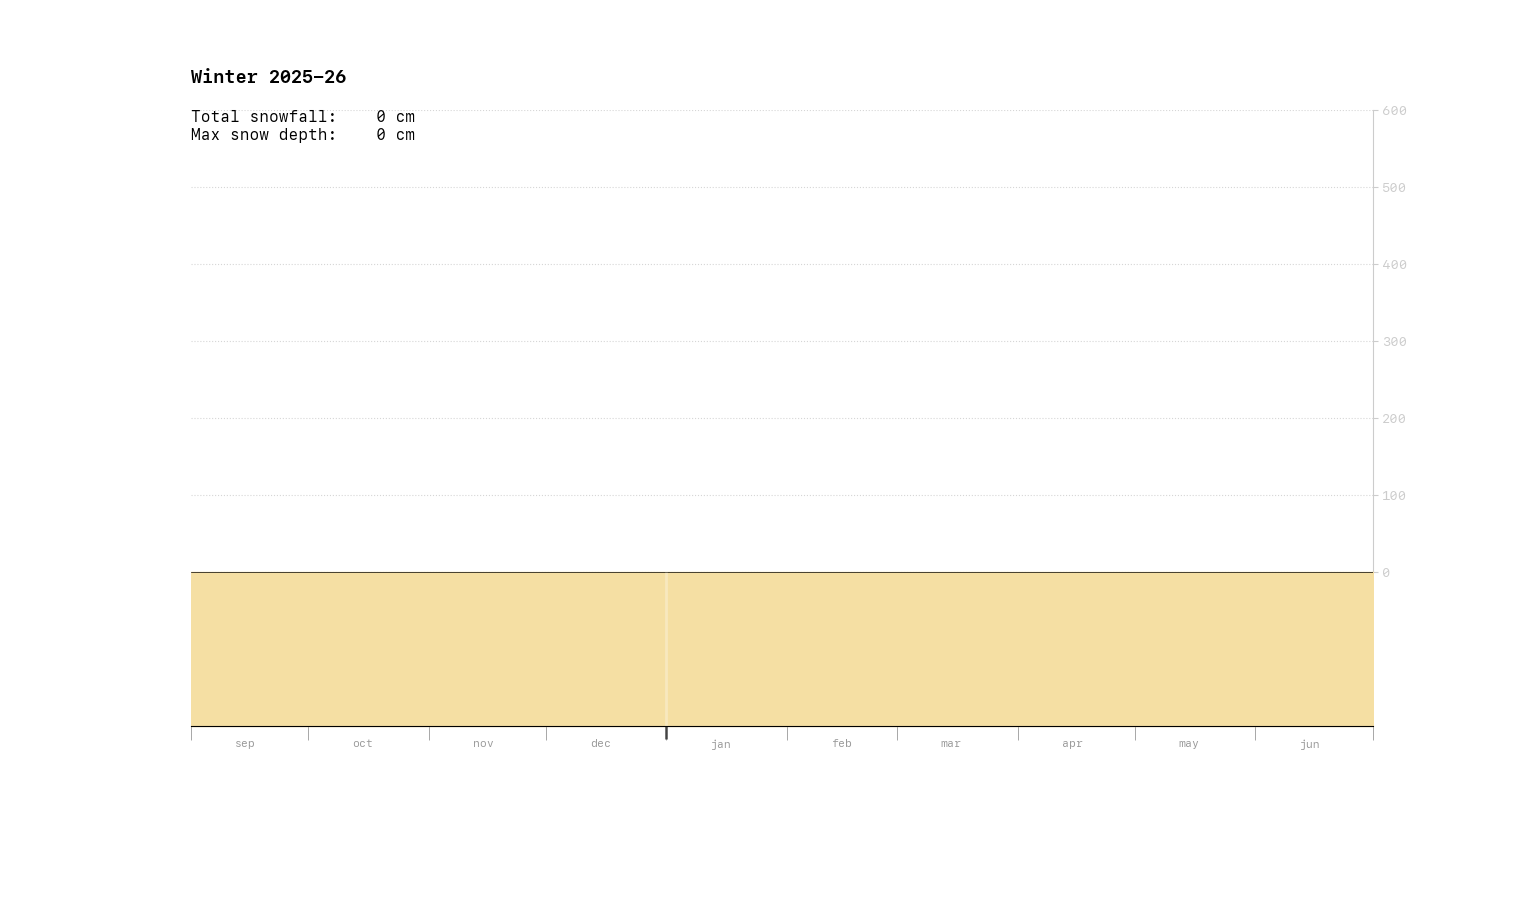 Winter 2025–26
Total snowfall: 0 cm
Max snow depth: 0 cm
600
500
400
300
200
100
0
sep oct nov dec jan feb mar apr may jun